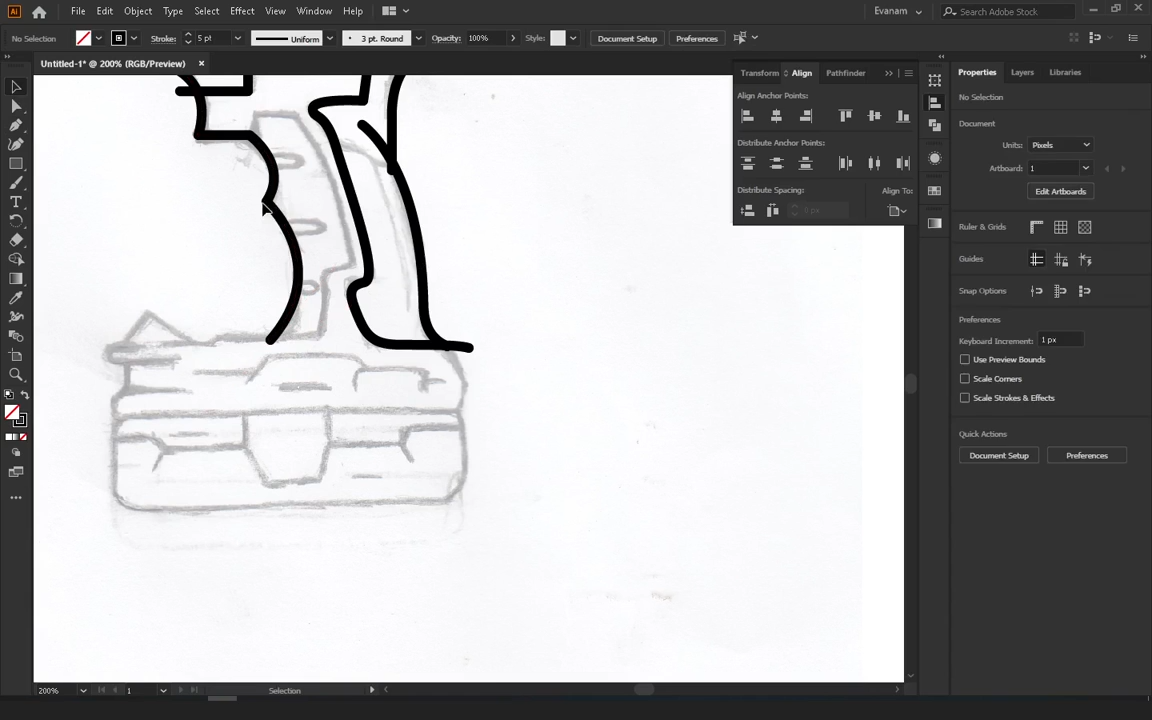 Ai File Edit Object Type Select Effect View Window Help Evanam Search Adobe Stock
No Selection Stroke: 5 pt Uniform 3 pt. Round Opacity: 100% Style: Document Setup Preferences
Untitled-1* @ 200% (RGB/Preview)
Transform Align Pathfinder
Align Anchor Points:
Distribute Anchor Points:
Distribute Spacing: Align To:
0 px
Properties Layers Libraries
No Selection
Document
Units: Pixels
Artboard: 1
Edit Artboards
Ruler & Grids
Guides
Snap Options
Preferences
Keyboard Increment: 1 px
Use Preview Bounds
Scale Corners
Scale Strokes & Effects
Quick Actions
Document Setup Preferences
200% 1 Selection